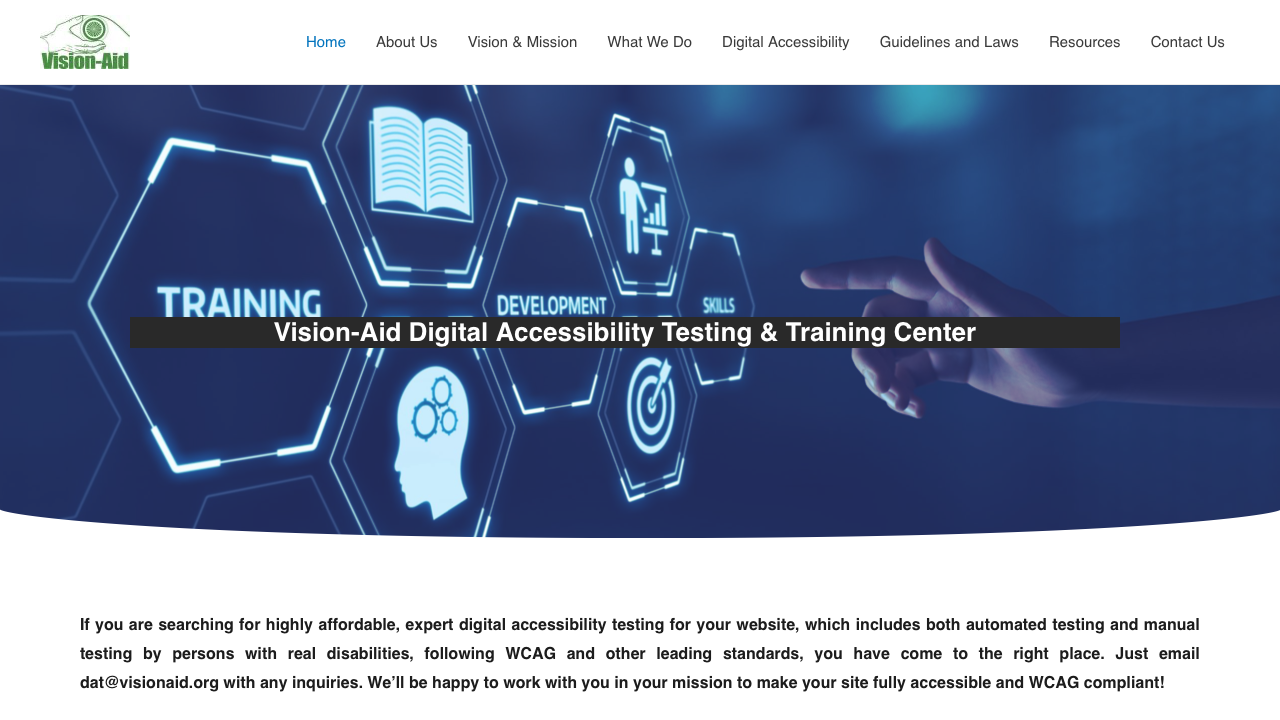 Vision-Aid
Home About Us Vision & Mission What We Do Digital Accessibility Guidelines and Laws Resources Contact Us
TRAINING
DEVELOPMENT
SKILLS
Vision-Aid Digital Accessibility Testing & Training Center
If you are searching for highly affordable, expert digital accessibility testing for your website, which includes both automated testing and manual
testing by persons with real disabilities, following WCAG and other leading standards, you have come to the right place. Just email
dat@visionaid.org with any inquiries. We’ll be happy to work with you in your mission to make your site fully accessible and WCAG compliant!